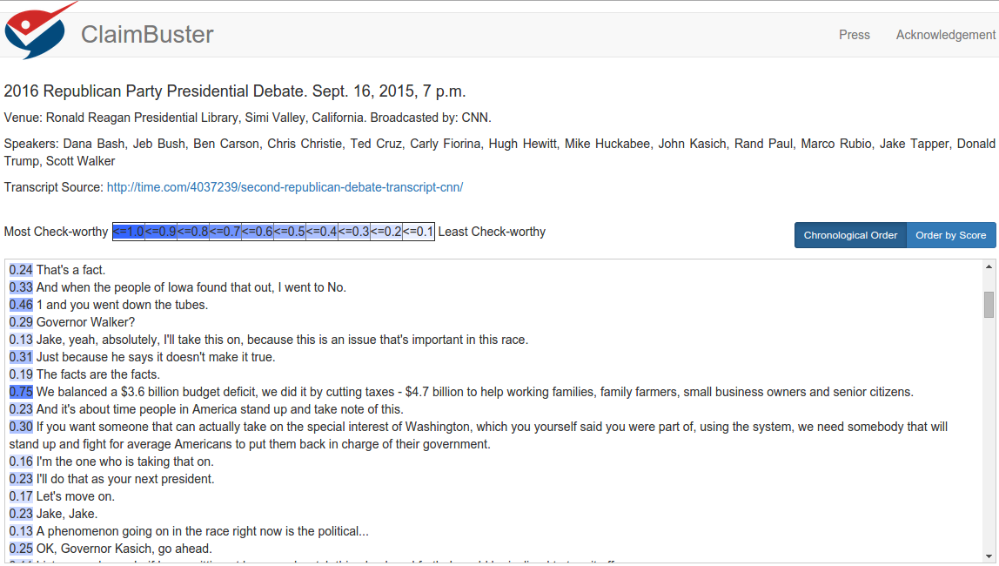 ClaimBuster
Press Acknowledgement
2016 Republican Party Presidential Debate. Sept. 16, 2015, 7 p.m.
Venue: Ronald Reagan Presidential Library, Simi Valley, California. Broadcasted by: CNN.
Speakers: Dana Bash, Jeb Bush, Ben Carson, Chris Christie, Ted Cruz, Carly Fiorina, Hugh Hewitt, Mike Huckabee, John Kasich, Rand Paul, Marco Rubio, Jake Tapper, Donald
Trump, Scott Walker
Transcript Source: http://time.com/4037239/second-republican-debate-transcript-cnn/
Most Check-worthy <=1.0 <=0.9 <=0.8 <=0.7 <=0.6 <=0.5 <=0.4 <=0.3 <=0.2 <=0.1 Least Check-worthy
Chronological Order Order by Score
0.24 That's a fact.
0.33 And when the people of Iowa found that out, I went to No.
0.46 1 and you went down the tubes.
0.29 Governor Walker?
0.13 Jake, yeah, absolutely, I'll take this on, because this is an issue that's important in this race.
0.31 Just because he says it doesn't make it true.
0.19 The facts are the facts.
0.75 We balanced a $3.6 billion budget deficit, we did it by cutting taxes - $4.7 billion to help working families, family farmers, small business owners and senior citizens.
0.23 And it's about time people in America stand up and take note of this.
0.30 If you want someone that can actually take on the special interest of Washington, which you yourself said you were part of, using the system, we need somebody that will
stand up and fight for average Americans to put them back in charge of their government.
0.16 I'm the one who is taking that on.
0.23 I'll do that as your next president.
0.17 Let's move on.
0.23 Jake, Jake.
0.13 A phenomenon going on in the race right now is the political...
0.25 OK, Governor Kasich, go ahead.